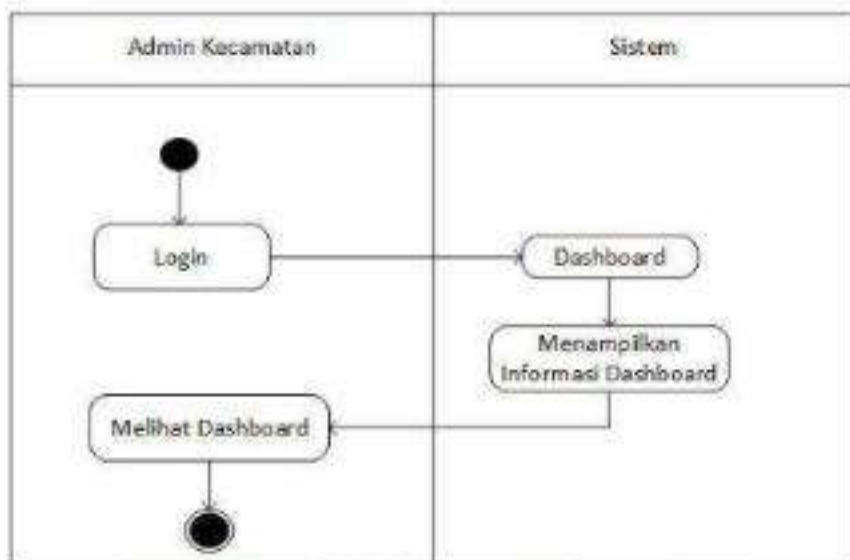 Admin Kecamatan
Sistem
Login
Dashboard
Menampilkan
Informasi Dashboard
Melihat Dashboard